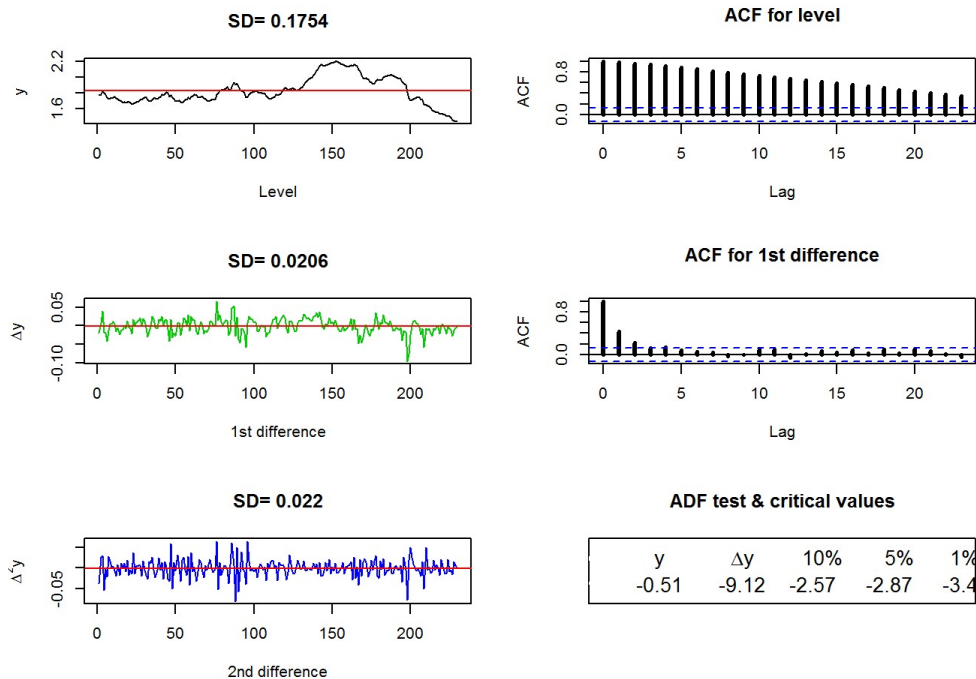 SD= 0.1754
y
1.6
2.2
0
50
100
150
200
Level
ACF for level
ACF
0.0
0.8
0
5
10
15
20
Lag
SD= 0.0206
Δy
-0.10
0.05
0
50
100
150
200
1st difference
ACF for 1st difference
ACF
0.0
0.8
0
5
10
15
20
Lag
SD= 0.022
Δ²y
-0.05
0
50
100
150
200
2nd difference
ADF test & critical values
y Δy 10% 5% 1%
-0.51 -9.12 -2.57 -2.87 -3.4